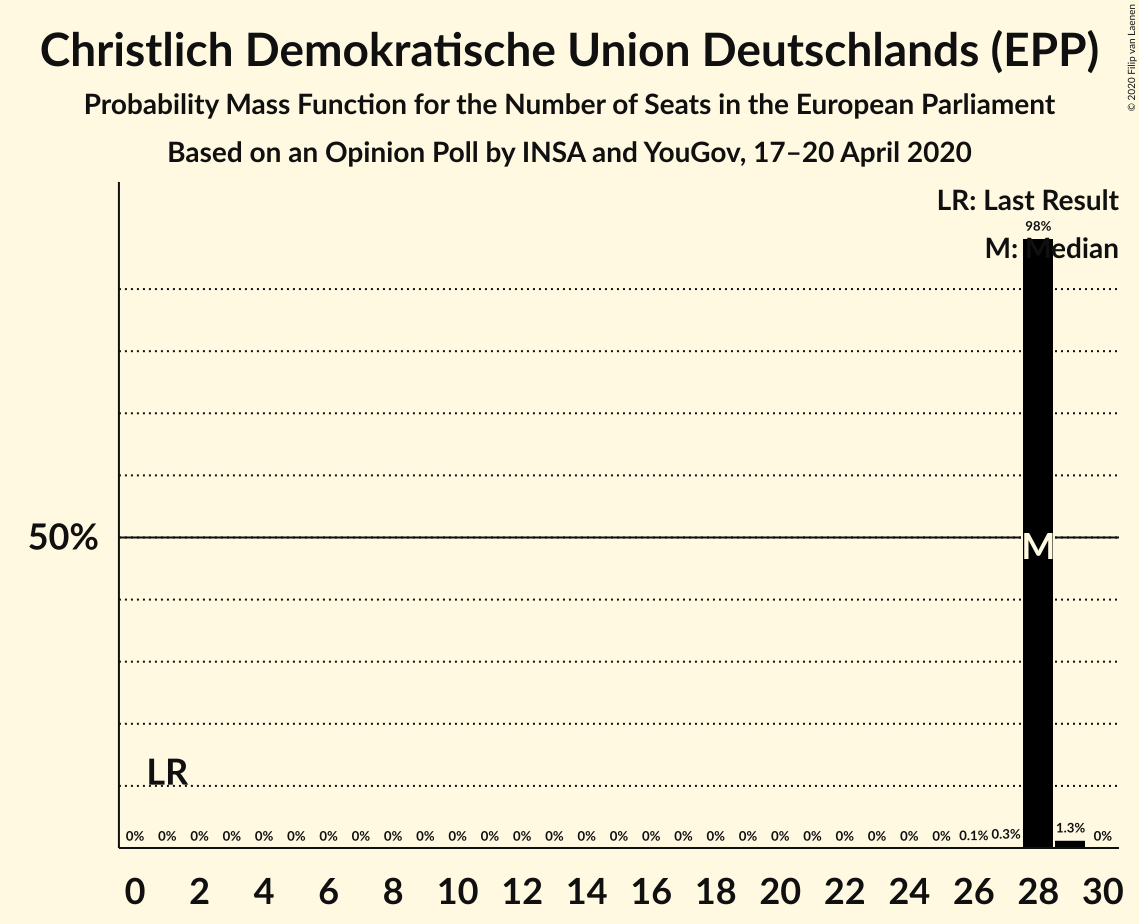 Christlich Demokratische Union Deutschlands (EPP)
Probability Mass Function for the Number of Seats in the European Parliament
Based on an Opinion Poll by INSA and YouGov, 17–20 April 2020
© 2020 Filip van Laenen
LR: Last Result
98%
M: Median
50%
M
LR
0% 0% 0% 0% 0% 0% 0% 0% 0% 0% 0% 0% 0% 0% 0% 0% 0% 0% 0% 0% 0% 0% 0% 0% 0% 0% 0.1% 0.3% 1.3% 0%
0 2 4 6 8 10 12 14 16 18 20 22 24 26 28 30